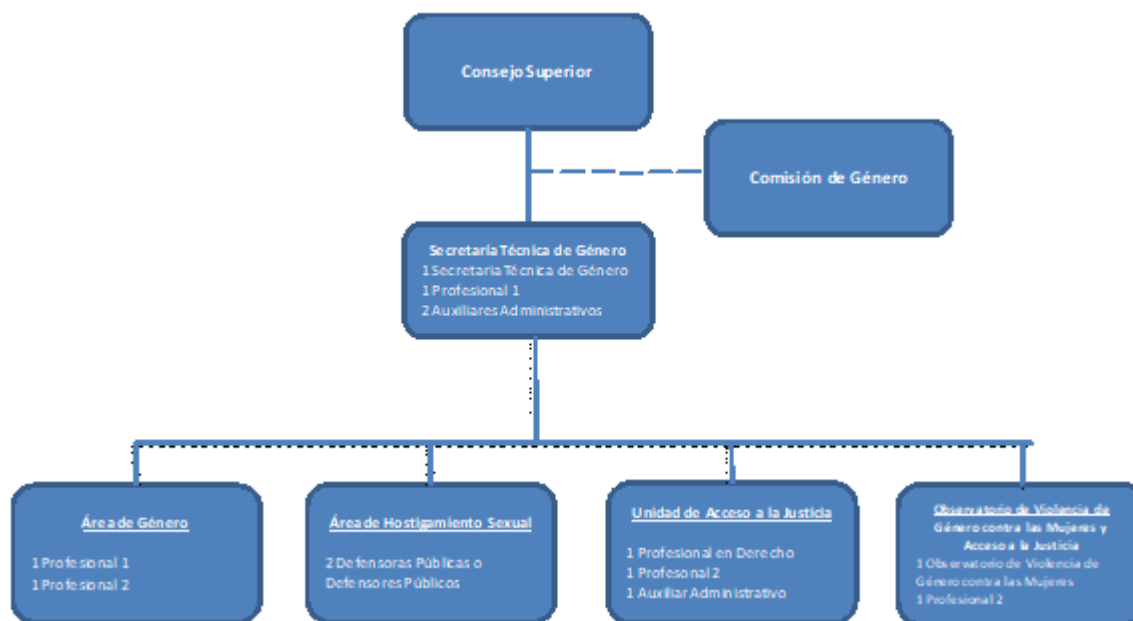 Consejo Superior
Comisión de Género
Secretaría Técnica de Género
1 Secretaria Técnica de Género
1 Profesional 1
2 Auxiliares Administrativos
Área de Género
1 Profesional 1
1 Profesional 2
Área de Hostigamiento Sexual
2 Defensoras Públicas o
Defensores Públicos
Unidad de Acceso a la Justicia
1 Profesional en Derecho
1 Profesonal 2
1 Auxiliar Administrativo
Observatorio de Violencia de
Género contra las Mujeres y
Acceso a la Justicia
1 Observatorio de Violencia de
Género contra las Mujeres
1 Profesional 2